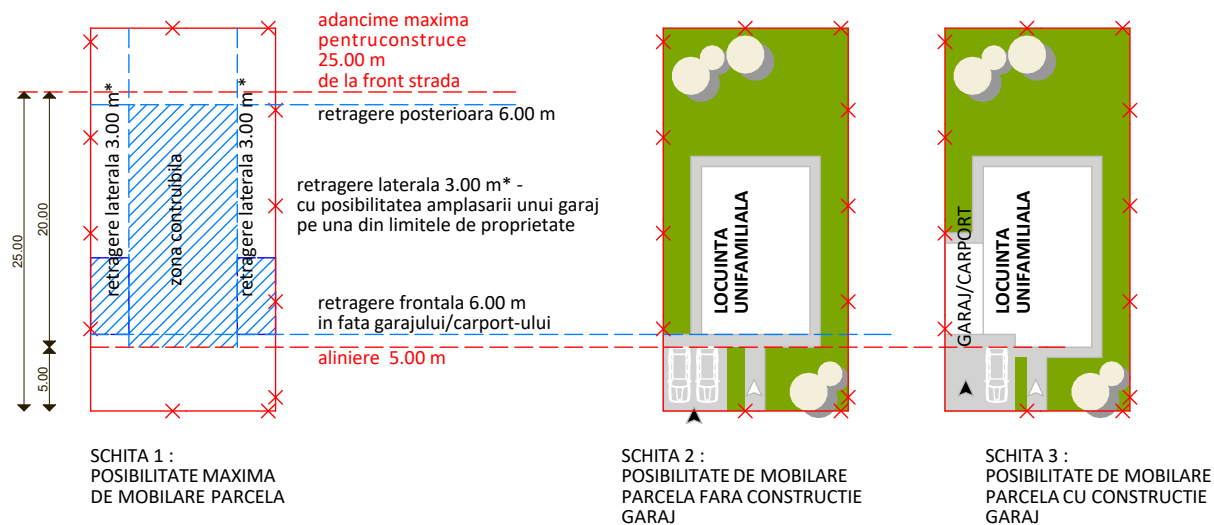 adancime maxima
pentruconstruce
25.00 m
de la front strada
retragere posterioara 6.00 m
retragere laterala 3.00 m* -
cu posibilitatea amplasarii unui garaj
pe una din limitele de proprietate
retragere frontala 6.00 m
in fata garajului/carport-ului
aliniere 5.00 m
25.00
20.00
5.00
retragere laterala 3.00 m*
zona contruibila
retragere laterala 3.00 m*
LOCUINTA
UNIFAMILIALA
GARAJ/CARPORT
LOCUINTA
UNIFAMILIALA
SCHITA 1 :
POSIBILITATE MAXIMA
DE MOBILARE PARCELA
SCHITA 2 :
POSIBILITATE DE MOBILARE
PARCELA FARA CONSTRUCTIE
GARAJ
SCHITA 3 :
POSIBILITATE DE MOBILARE
PARCELA CU CONSTRUCTIE
GARAJ